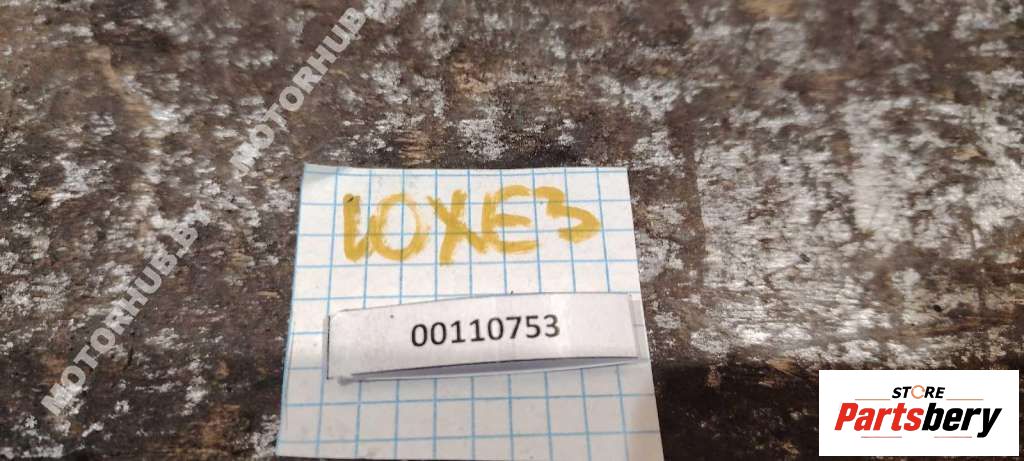 MOTORHUB.BY
MOTORHUB.BY
10XE3
00110753
STORE
Partsbery